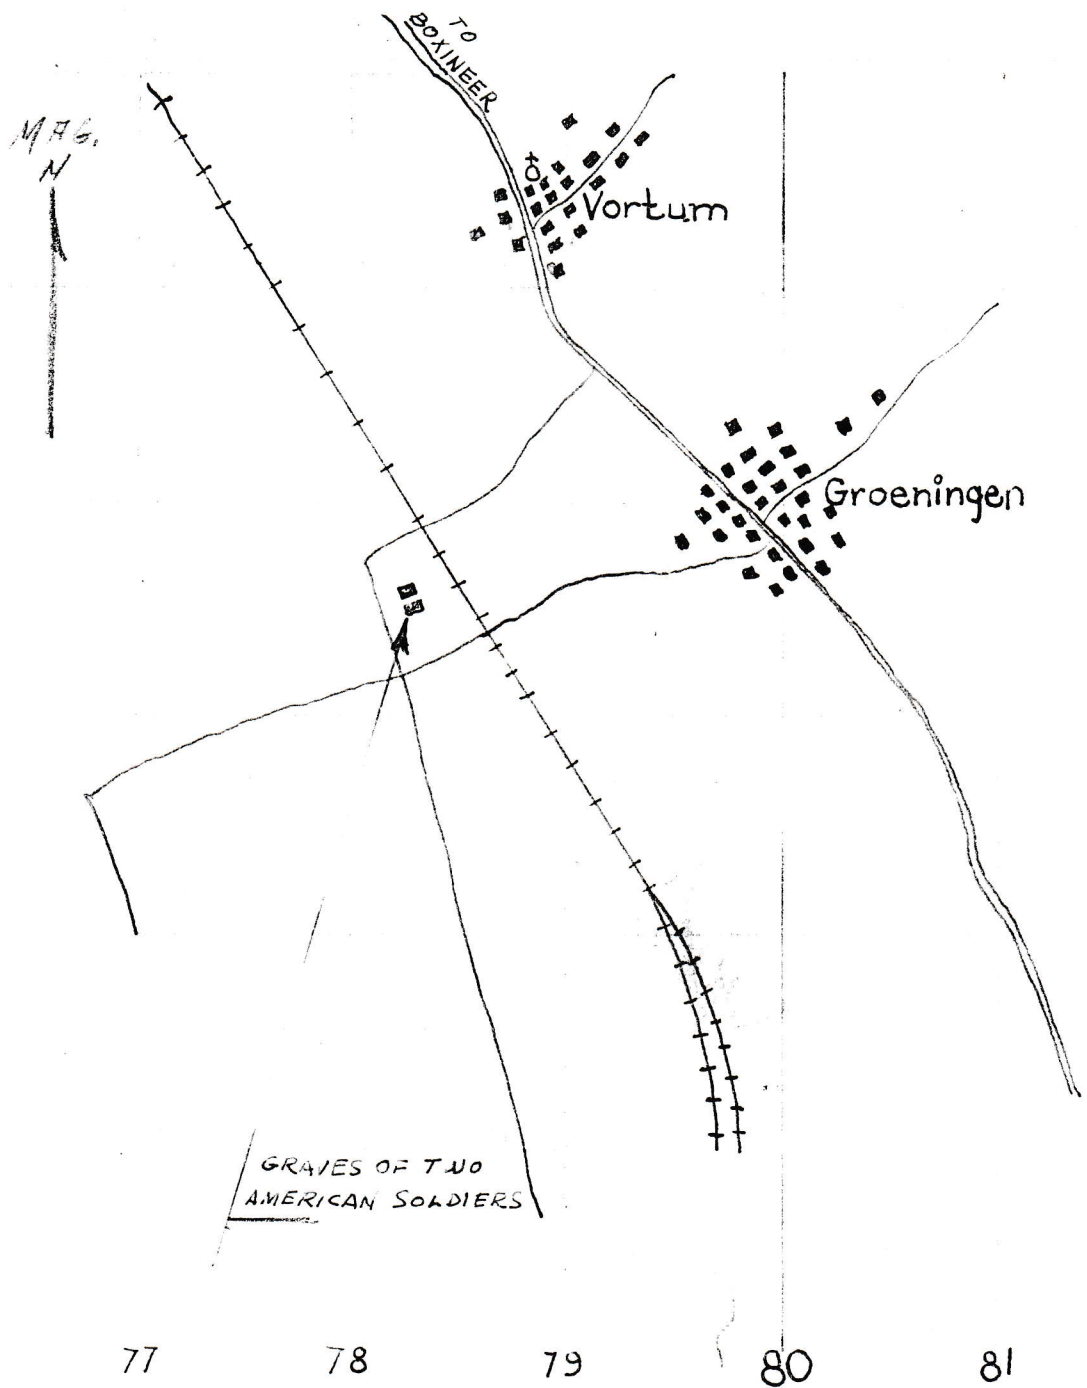 TO
BOXINEER
MAG.
N
Vortum
Groeningen
GRAVES OF TWO
AMERICAN SOLDIERS
77 78 79 80 81